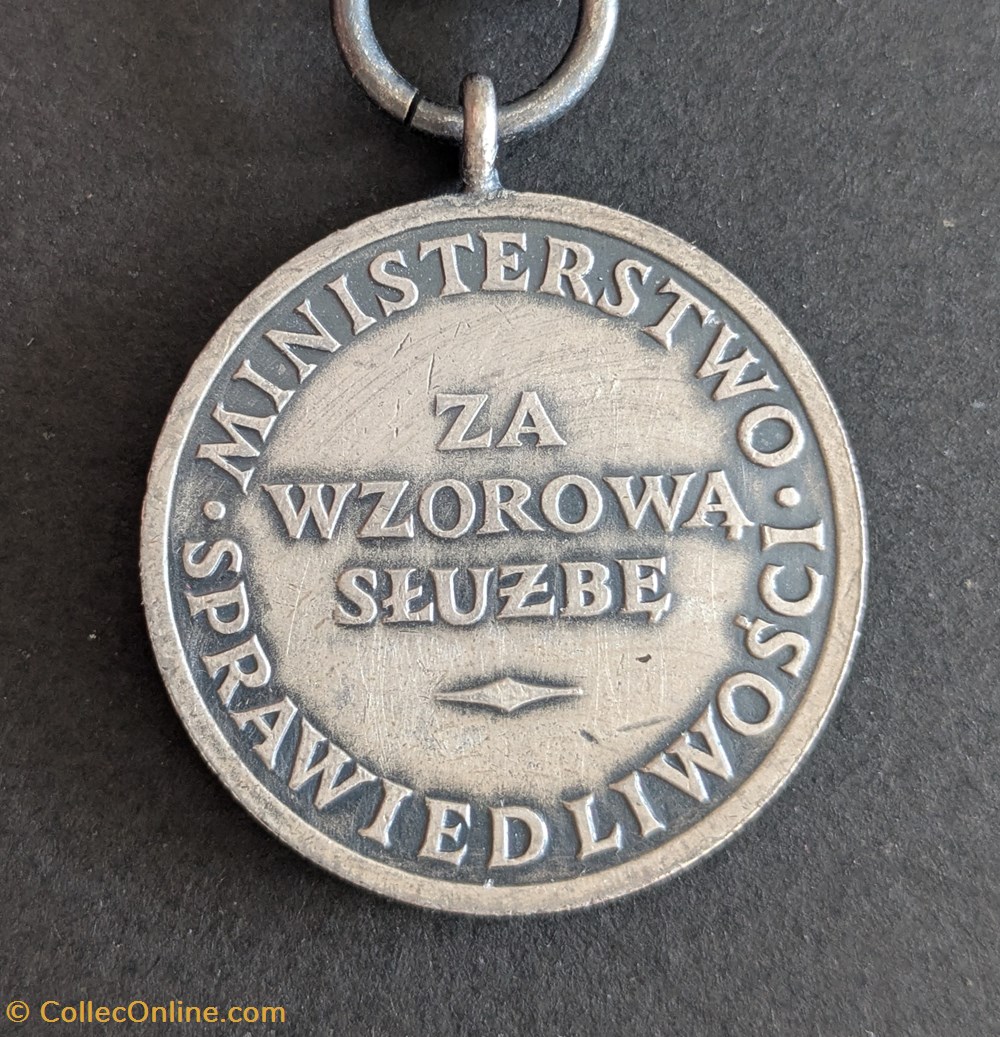 MINISTERSTWO
ZA
WZOROWĄ
SŁUŻBĘ
· SPRAWIEDLIWOŚCI ·
© CollecOnline.com